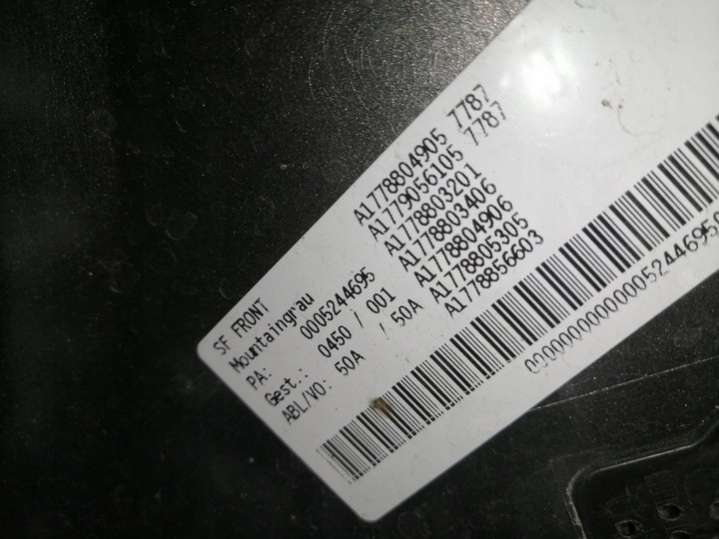 SF FRONT
Mountaingrau
PA: 0005244695
Gest.: 0450 / 001
ABL/VO: 50A / 50A
A1778804905 7787
A1779056105 7787
A1778803201
A1778803406
A1778804906
A1778805305
A1778856603